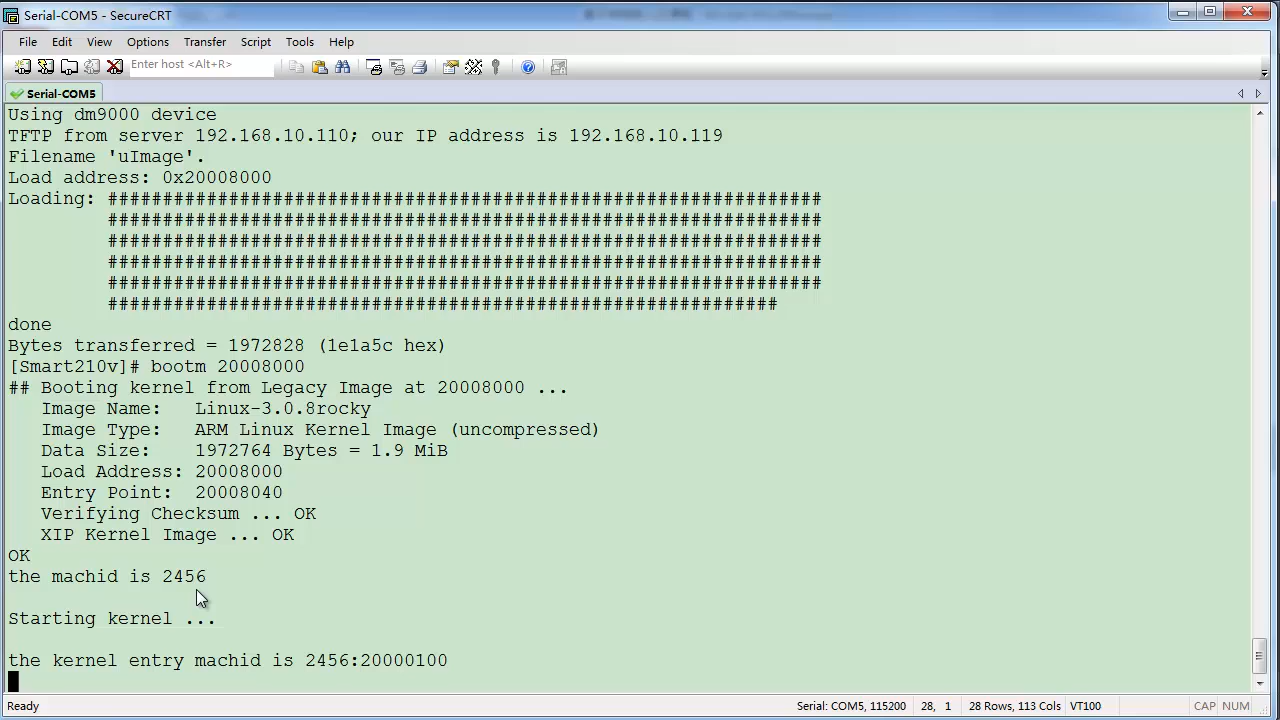 Serial-COM5 - SecureCRT
File Edit View Options Transfer Script Tools Help
Enter host <Alt+R>
Serial-COM5
Using dm9000 device
TFTP from server 192.168.10.110; our IP address is 192.168.10.119
Filename 'uImage'.
Load address: 0x20008000
Loading: #################################################################
#################################################################
#################################################################
#################################################################
#################################################################
#############################################################
done
Bytes transferred = 1972828 (1e1a5c hex)
[Smart210v]# bootm 20008000
## Booting kernel from Legacy Image at 20008000 ...
Image Name: Linux-3.0.8rocky
Image Type: ARM Linux Kernel Image (uncompressed)
Data Size: 1972764 Bytes = 1.9 MiB
Load Address: 20008000
Entry Point: 20008040
Verifying Checksum ... OK
XIP Kernel Image ... OK
OK
the machid is 2456
Starting kernel ...
the kernel entry machid is 2456:20000100
Ready Serial: COM5, 115200 28, 1 28 Rows, 113 Cols VT100 CAP NUM